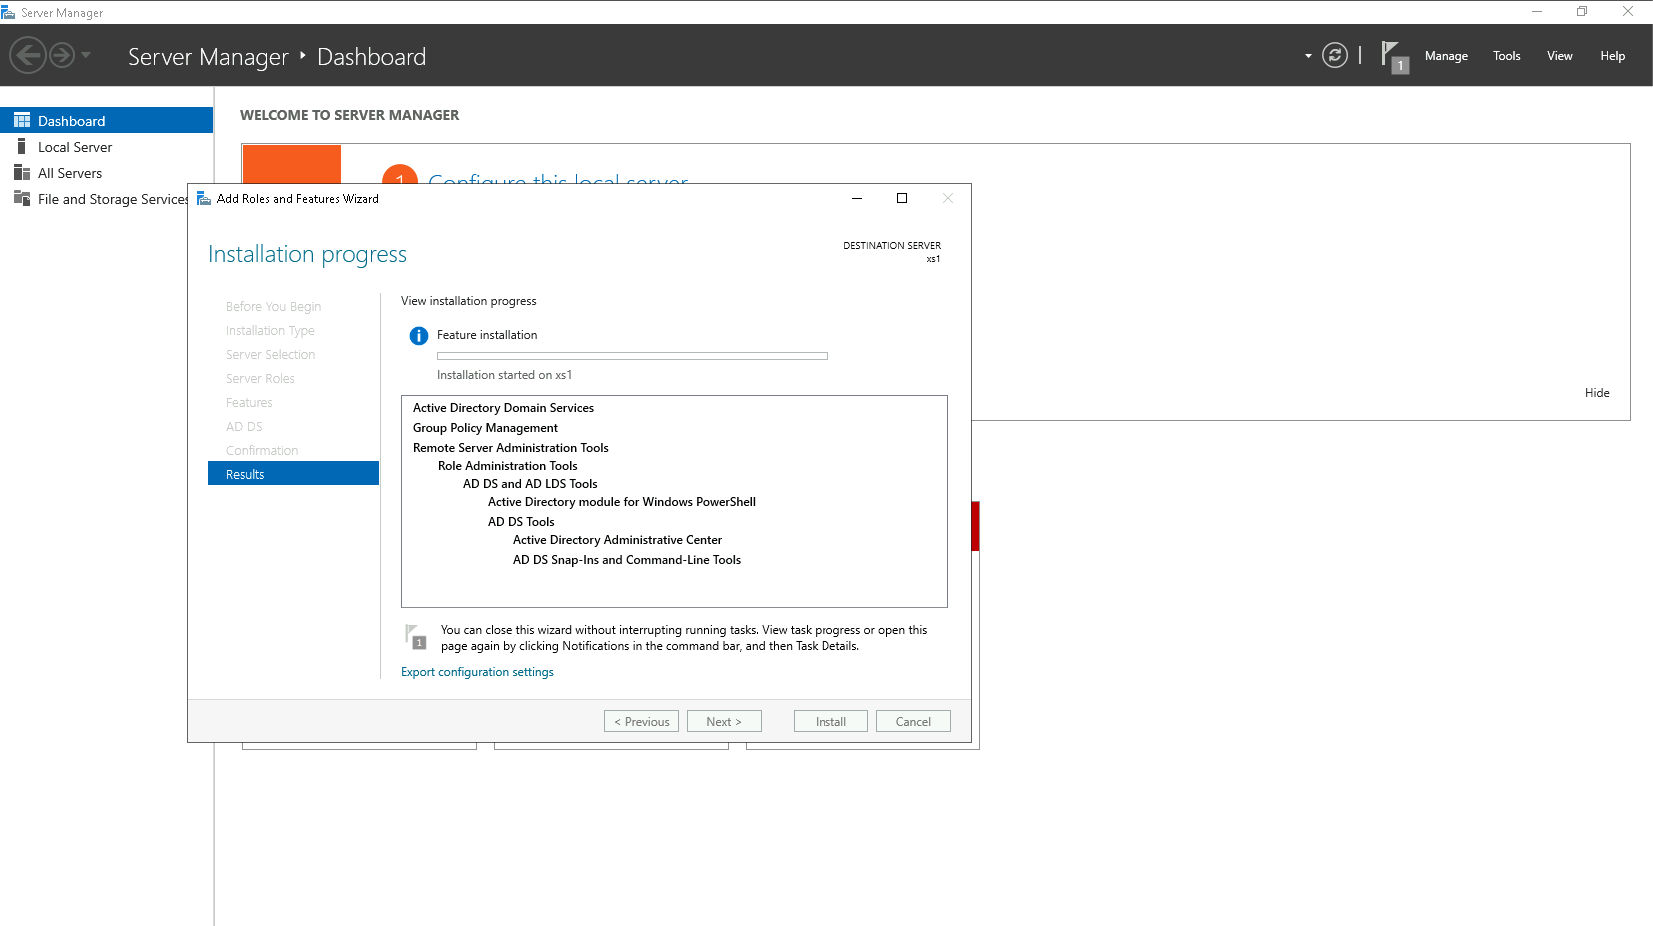 Server Manager
Server Manager ‣ Dashboard
1
Manage
Tools
View
Help
Dashboard
Local Server
All Servers
File and Storage Services
WELCOME TO SERVER MANAGER
1
Configure this local server
Hide
Add Roles and Features Wizard
Installation progress
DESTINATION SERVER
xs1
Before You Begin
Installation Type
Server Selection
Server Roles
Features
AD DS
Confirmation
Results
View installation progress
Feature installation
Installation started on xs1
Active Directory Domain Services
Group Policy Management
Remote Server Administration Tools
Role Administration Tools
AD DS and AD LDS Tools
Active Directory module for Windows PowerShell
AD DS Tools
Active Directory Administrative Center
AD DS Snap-Ins and Command-Line Tools
1
You can close this wizard without interrupting running tasks. View task progress or open this
page again by clicking Notifications in the command bar, and then Task Details.
Export configuration settings
< Previous
Next >
Install
Cancel